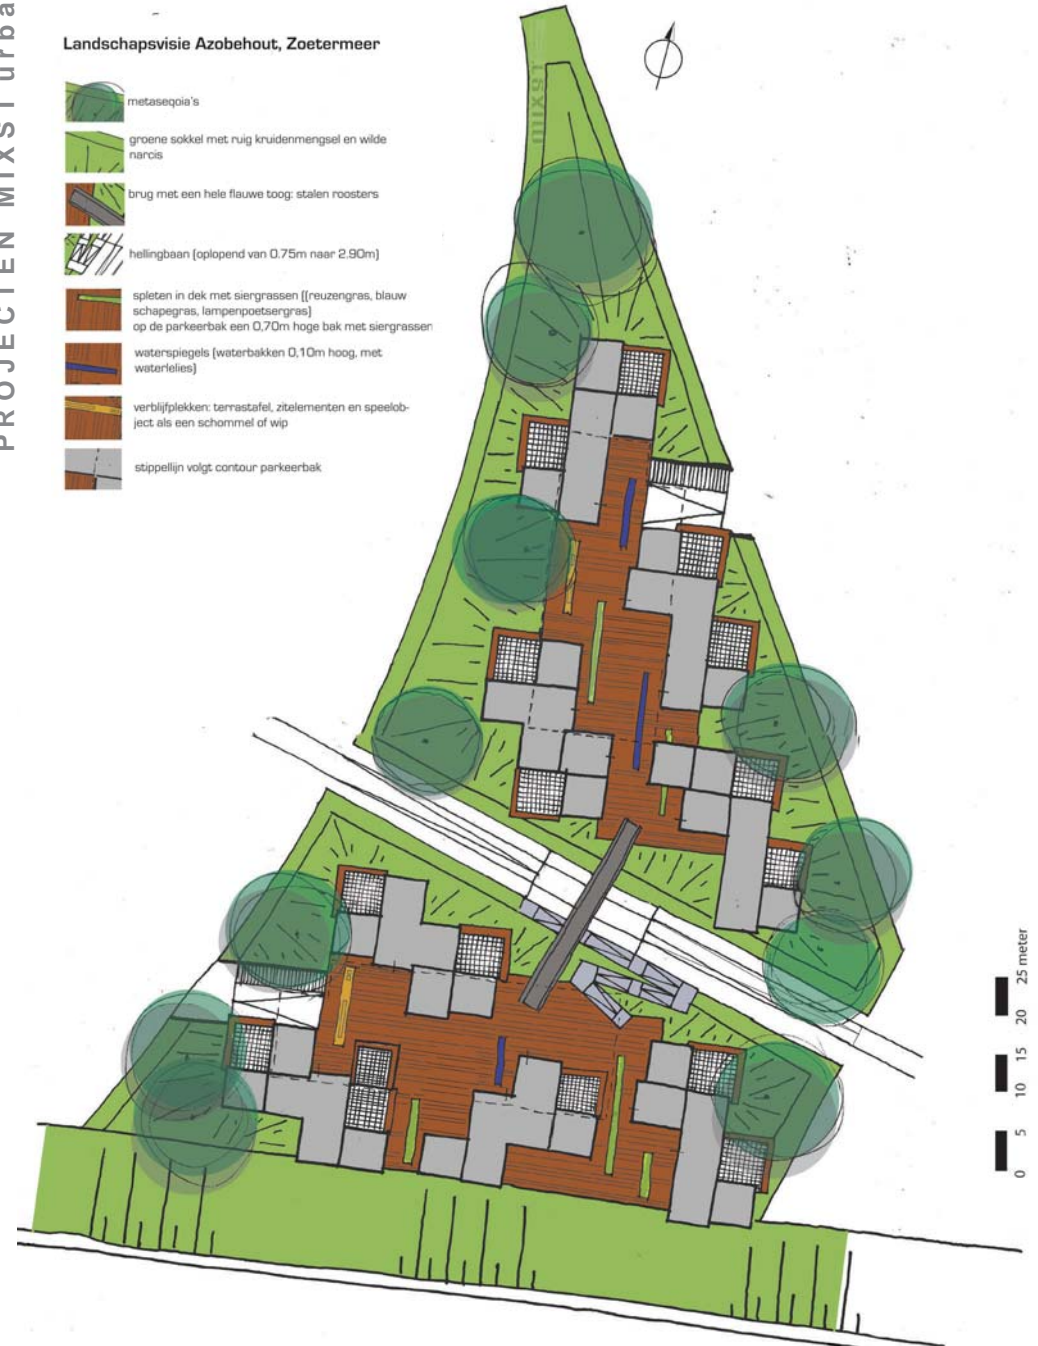 PROJECTEN MIXST urba
Landschapsvisie Azobehout, Zoetermeer
metaseqoia's
groene sokkel met ruig kruidenmengsel en wilde
narcis
brug met een hele flauwe toog: stalen roosters
hellingbaan (oplopend van 0.75m naar 2.90m)
spleten in dek met siergrassen ((reuzengras, blauw
schapegras, lampenpoetsergras)
op de parkeerbak een 0,70m hoge bak met siergrassen
waterspiegels (waterbakken 0,10m hoog, met
waterlelies)
verblijfplekken: terrastafel, zitelementen en speelob-
ject als een schommel of wip
stippellijn volgt contour parkeerbak
mixst
0 5 10 15 20 25 meter